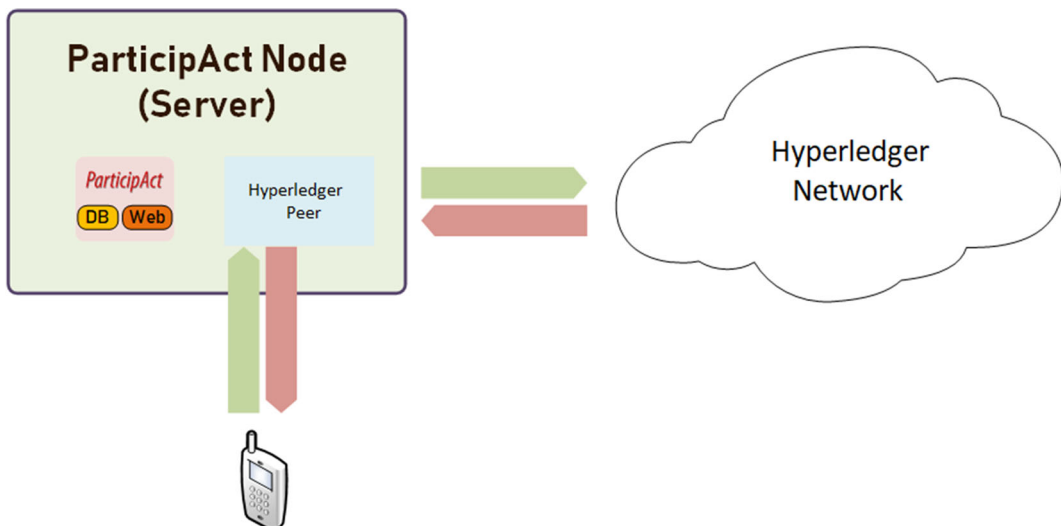 ParticipAct Node
(Server)
ParticipAct
DB Web
Hyperledger
Peer
Hyperledger
Network